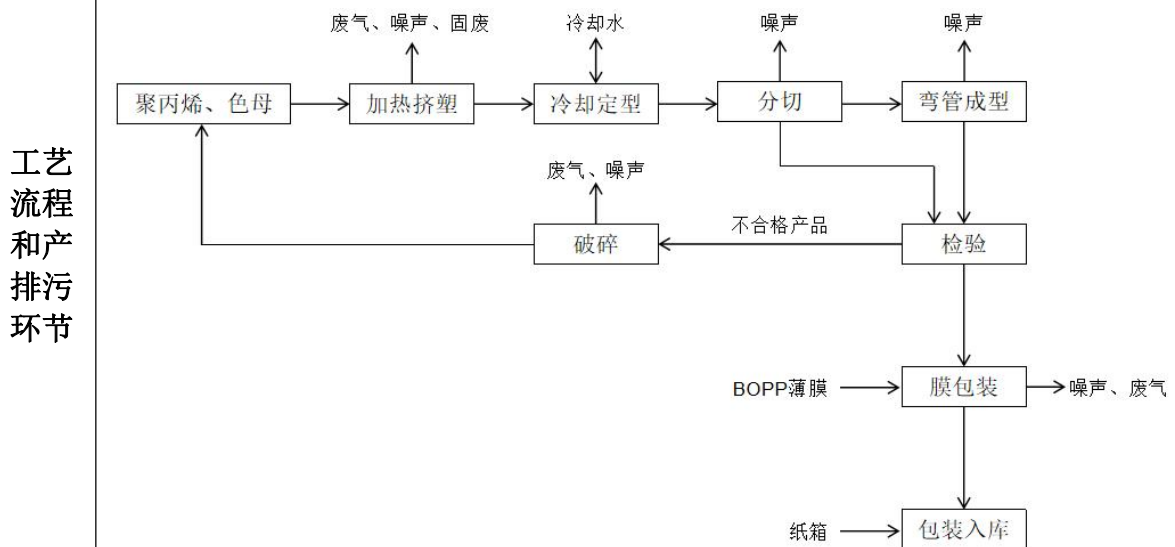 工艺
流程
和产
排污
环节
废气、噪声、固废
冷却水
噪声
噪声
聚丙烯、色母
加热挤塑
冷却定型
分切
弯管成型
废气、噪声
不合格产品
破碎
检验
BOPP薄膜
膜包装
噪声、废气
纸箱
包装入库